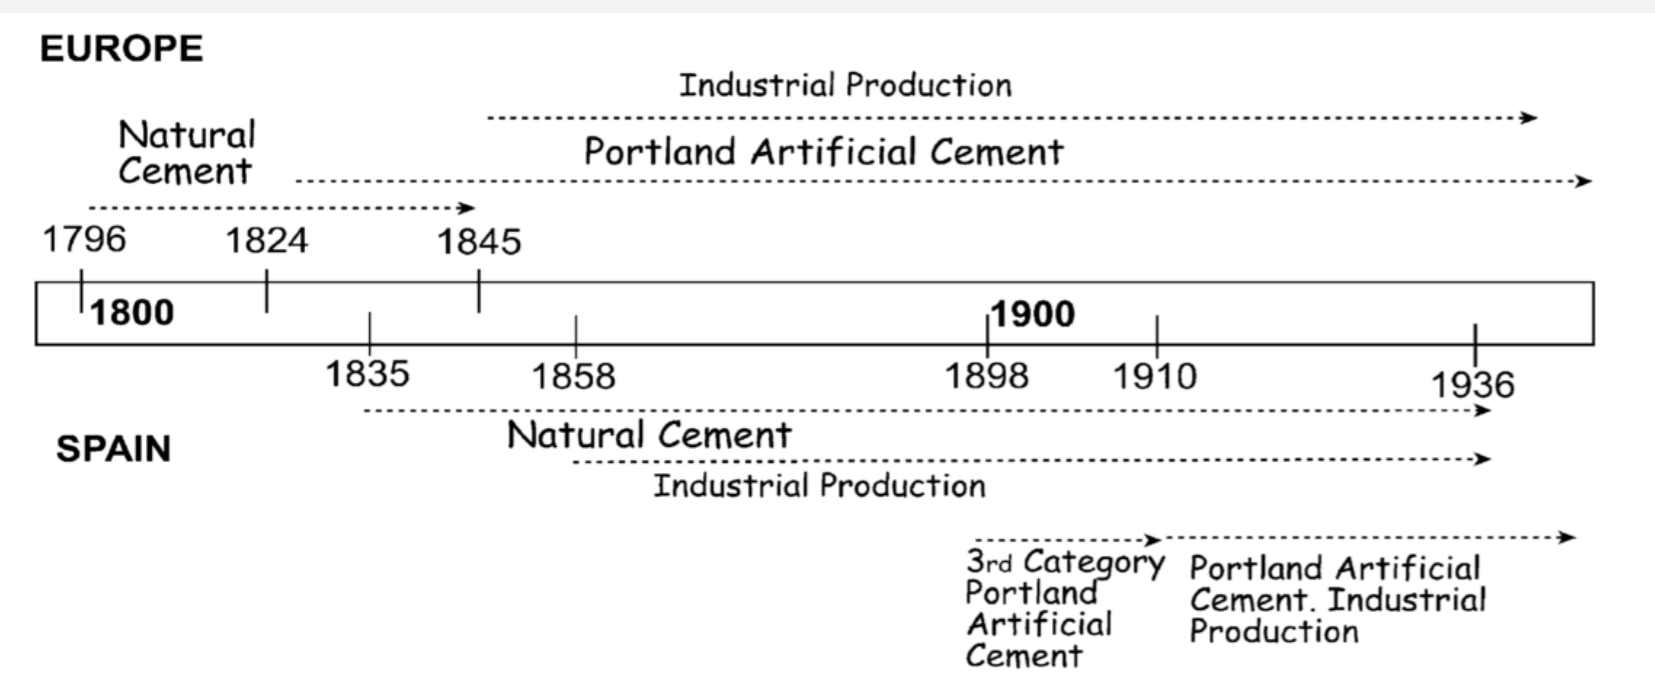 EUROPE
Industrial Production
Natural
Cement
Portland Artificial Cement
1796
1824
1845
1800
1900
1835
1858
1898
1910
1936
SPAIN
Natural Cement
Industrial Production
3rd Category
Portland
Artificial
Cement
Portland Artificial
Cement. Industrial
Production